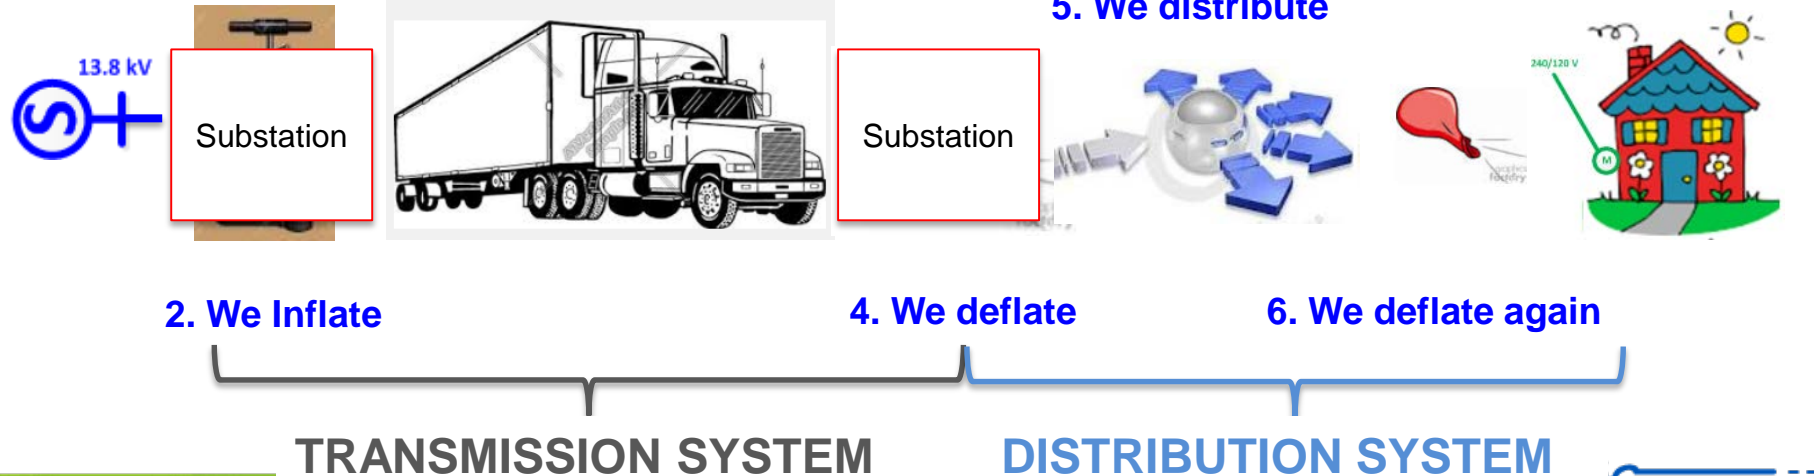 5. We distribute
13.8 kV
S
Substation
Substation
240/120 V
M
factory
2. We Inflate
4. We deflate
6. We deflate again
TRANSMISSION SYSTEM
DISTRIBUTION SYSTEM